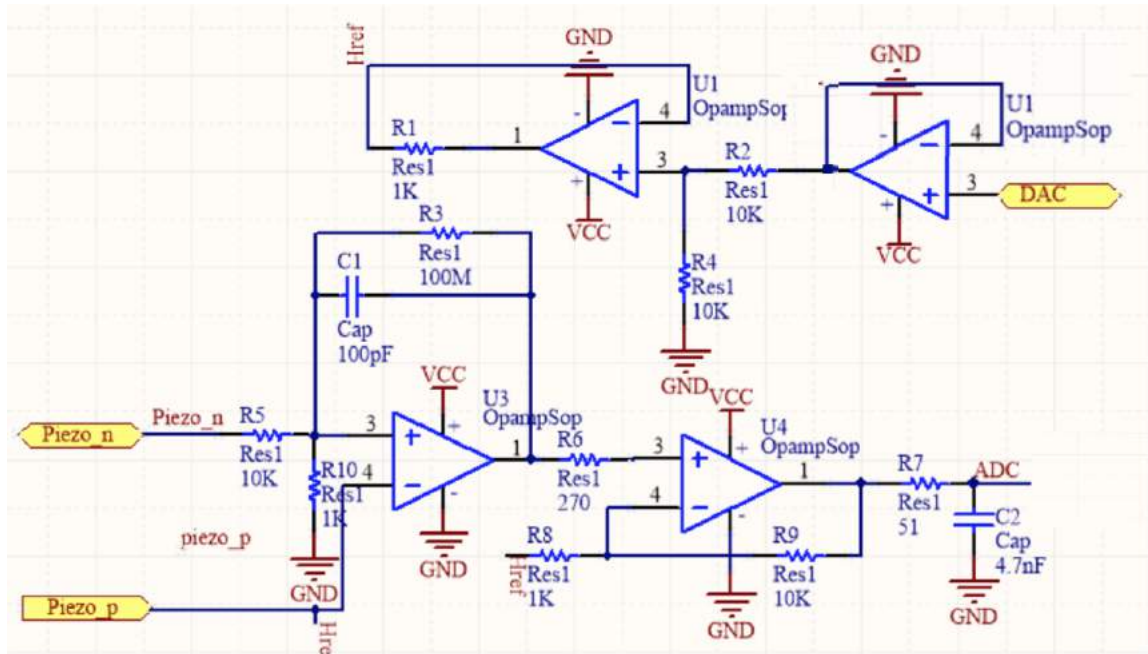 GND
Href
U1
OpampSop
4
1
3
R1
Res1
1K
VCC
R2
Res1
10K
GND
U1
OpampSop
4
3
DAC
VCC
R3
Res1
100M
C1
Cap
100pF
R4
Res1
10K
GND
VCC
U3
OpampSop
Piezo_n
Piezo_n
R5
Res1
10K
3
4
1
R10
Res1
1K
GND
piezo_p
Piezo_p
Href
GND
R6
Res1
270
VCC
U4
OpampSop
3
4
1
R8
Res1
1K
Href
R9
Res1
10K
GND
R7
Res1
51
ADC
C2
Cap
4.7nF
GND